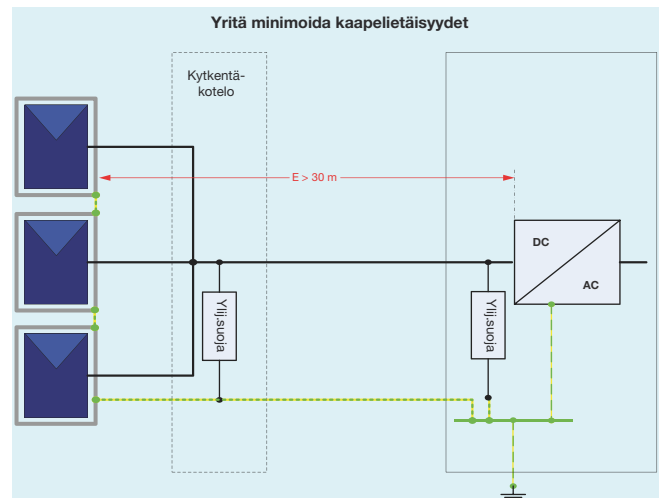 Yritä minimoida kaapelietäisyydet
Kytkentä-
kotelo
E > 30 m
DC
AC
Ylij.suoja
Ylij.suoja